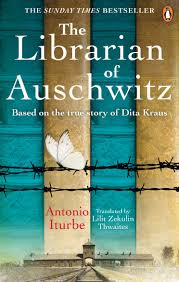 THE SUNDAY TIMES BESTSELLER
The
Librarian
of
Auschwitz
Based on the true story of Dita Kraus
Antonio
Iturbe
Translated by
Lilit Zekulin
Thwaites